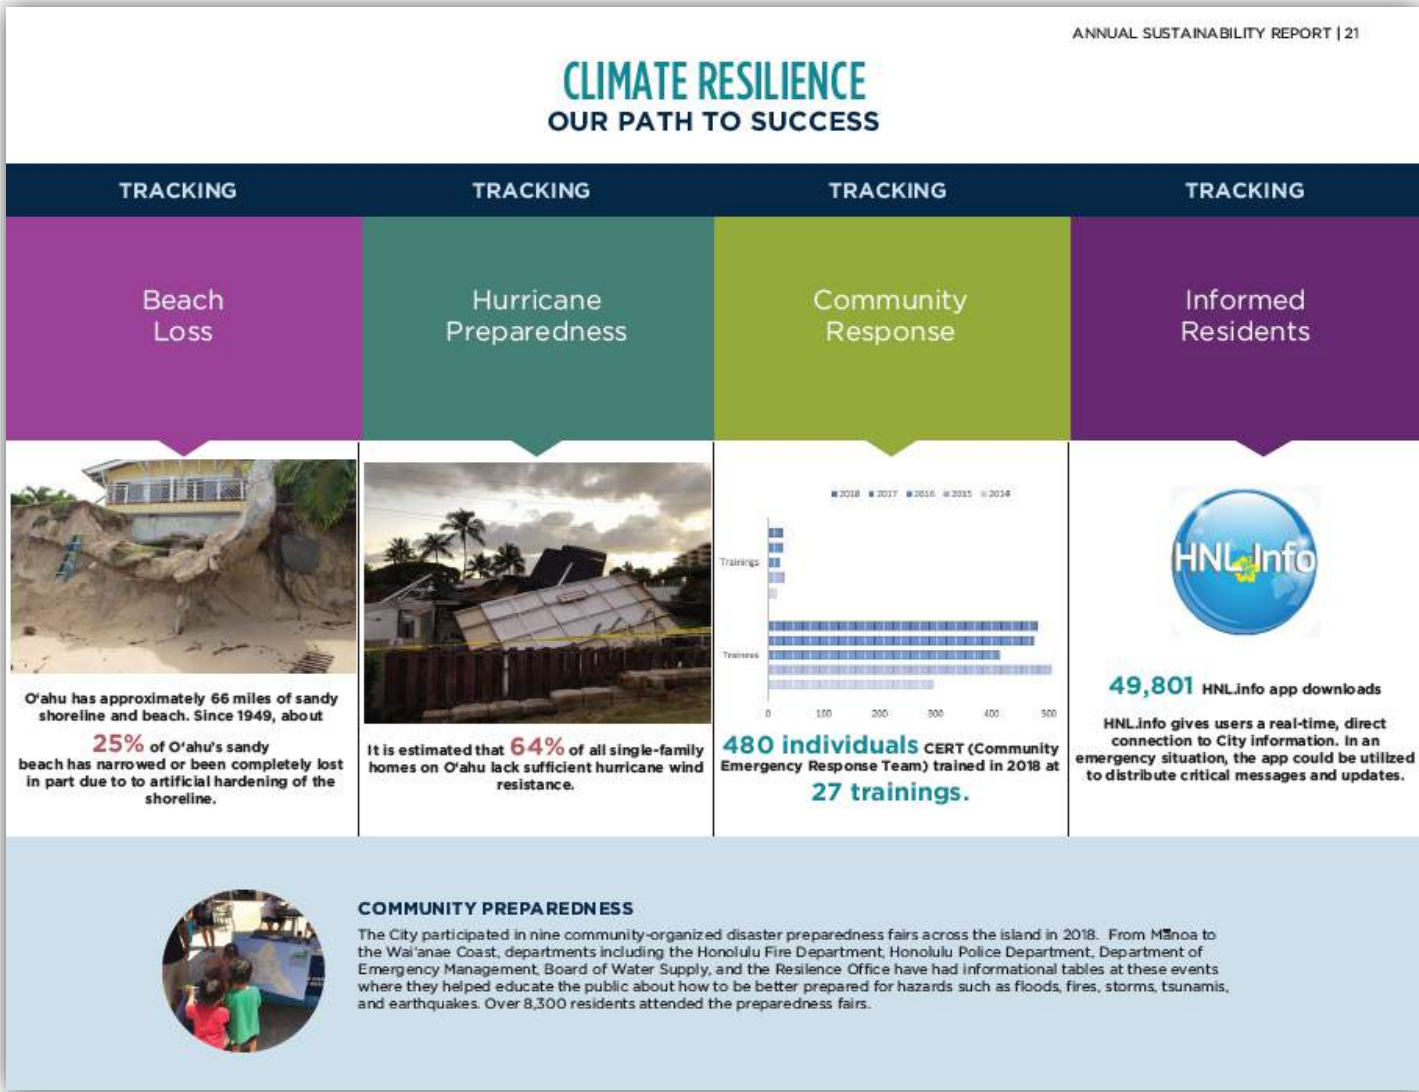 ANNUAL SUSTAINABILITY REPORT | 21
CLIMATE RESILIENCE
OUR PATH TO SUCCESS
TRACKING
TRACKING
TRACKING
TRACKING
Beach
Loss
Hurricane
Preparedness
Community
Response
Informed
Residents
O'ahu has approximately 66 miles of sandy
shoreline and beach. Since 1949, about
25% of O'ahu's sandy
beach has narrowed or been completely lost
in part due to to artificial hardening of the
shoreline.
It is estimated that 64% of all single-family
homes on O'ahu lack sufficient hurricane wind
resistance.
2018 2017 2016 2015 2014
Trainings
Trainees
0 100 200 300 400 500
480 individuals CERT (Community
Emergency Response Team) trained in 2018 at
27 trainings.
HNL.Info
49,801 HNL.info app downloads
HNL.info gives users a real-time, direct
connection to City information. In an
emergency situation, the app could be utilized
to distribute critical messages and updates.
COMMUNITY PREPAREDNESS
The City participated in nine community-organized disaster preparedness fairs across the island in 2018. From to
the Wai'anae Coast, departments including the Honolulu Fire Department, Honolulu Police Department, Department of
Emergency Management, Board of Water Supply, and the Resilence Office have had informational tables at these events
where they helped educate the public about how to be better prepared for hazards such as floods, fires, storms, tsunamis,
and earthquakes. Over 8,300 residents attended the preparedness fairs.